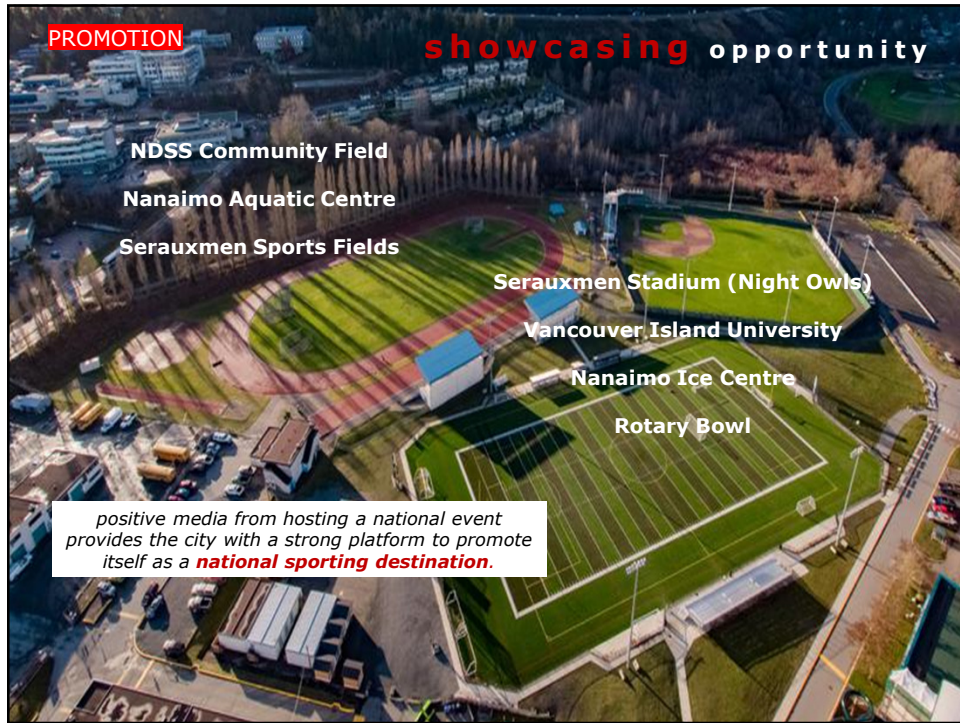 PROMOTION
showcasing opportunity
NDSS Community Field
Nanaimo Aquatic Centre
Serauxmen Sports Fields
Serauxmen Stadium (Night Owls)
Vancouver Island University
Nanaimo Ice Centre
Rotary Bowl
positive media from hosting a national event
provides the city with a strong platform to promote
itself as a national sporting destination.